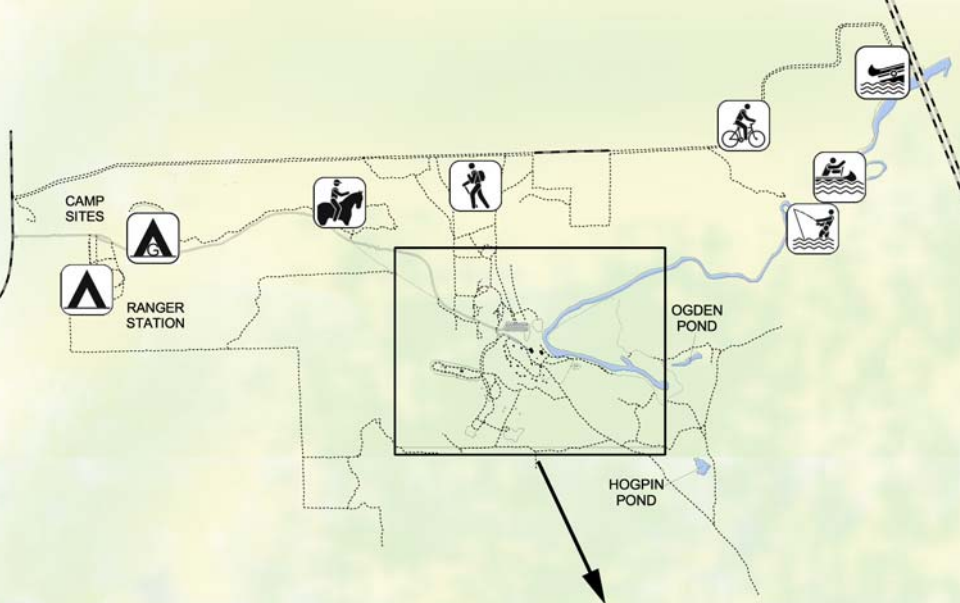 CAMP
SITES
G
RANGER
STATION
OGDEN
POND
HOGPIN
POND